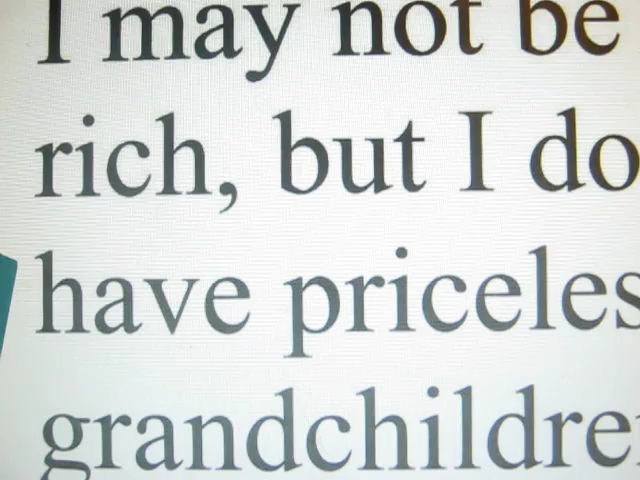 I may not be
rich, but I do
have priceles
grandchildre